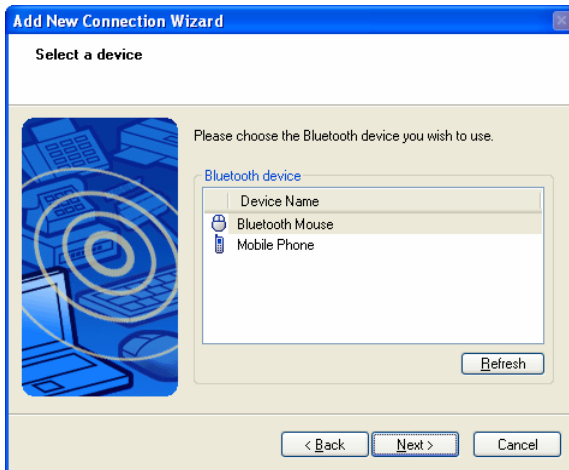 Add New Connection Wizard
Select a device
Please choose the Bluetooth device you wish to use.
Bluetooth device
Device Name
Bluetooth Mouse
Mobile Phone
Refresh
< Back Next > Cancel